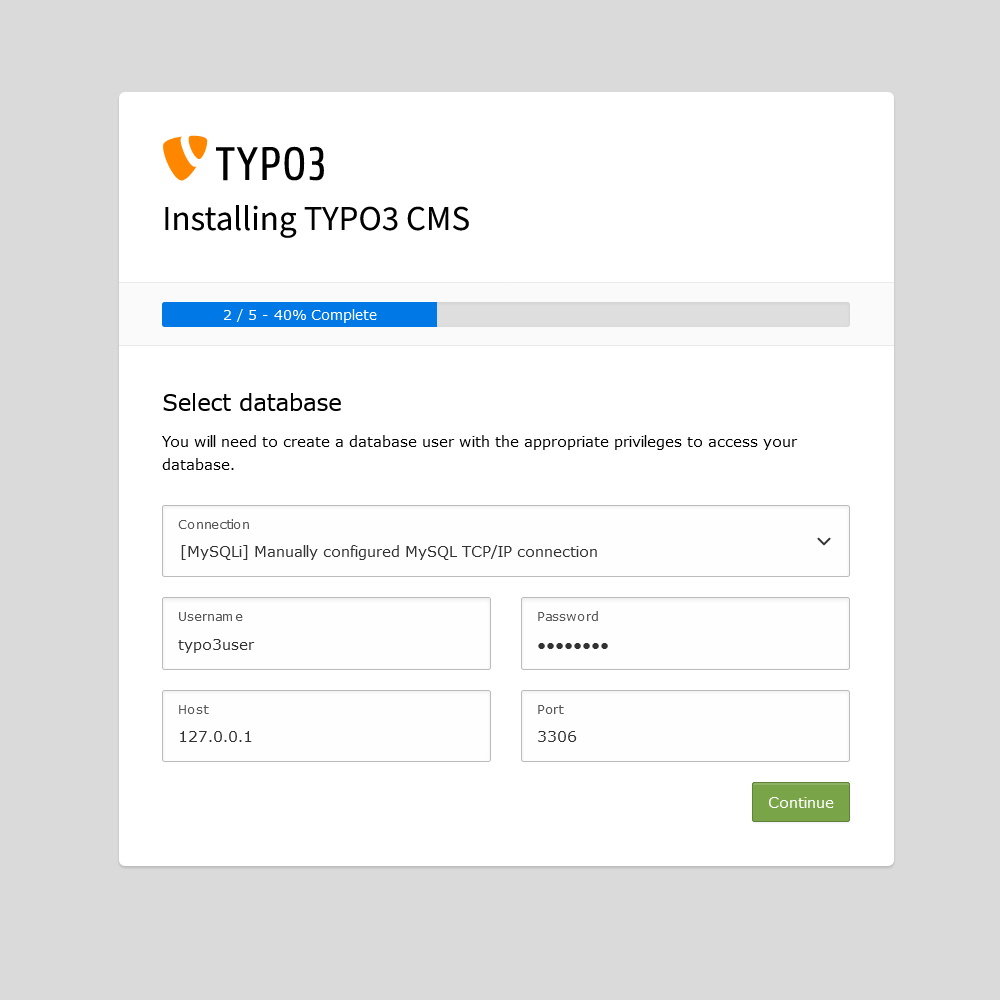 TYPO3
Installing TYPO3 CMS
2 / 5 - 40% Complete
Select database
You will need to create a database user with the appropriate privileges to access your
database.
Connection
[MySQLi] Manually configured MySQL TCP/IP connection
Username
typo3user
Password
••••••••
Host
127.0.0.1
Port
3306
Continue